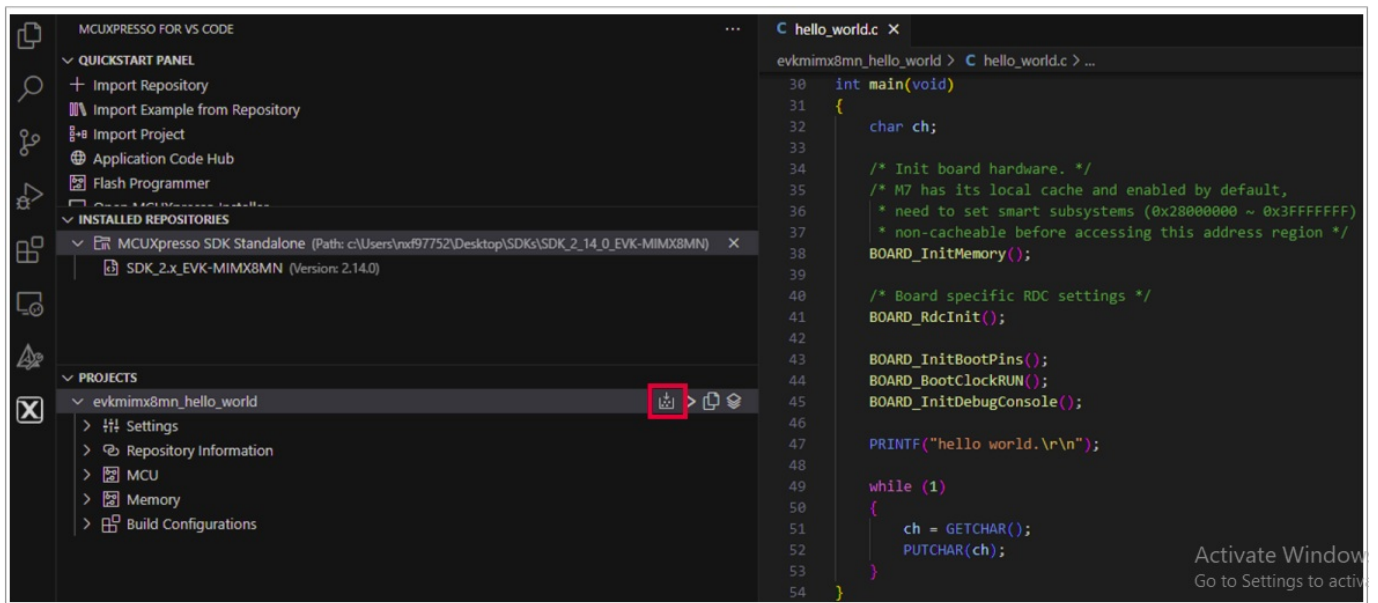 MCUXPRESSO FOR VS CODE
QUICKSTART PANEL
Import Repository
Import Example from Repository
Import Project
Application Code Hub
Flash Programmer
INSTALLED REPOSITORIES
MCUXpresso SDK Standalone (Path: c:\Users\nxf97752\Desktop\SDKs\SDK_2_14_0_EVK-MIMX8MN)
SDK_2.x_EVK-MIMX8MN (Version: 2.14.0)
PROJECTS
evkmimx8mn_hello_world
Settings
Repository Information
MCU
Memory
Build Configurations
C hello_world.c
evkmimx8mn_hello_world > C hello_world.c > ...
30 int main(void)
31 {
32 char ch;
33
34 /* Init board hardware. */
35 /* M7 has its local cache and enabled by default,
36 * need to set smart subsystems (0x28000000 ~ 0x3FFFFFFF)
37 * non-cacheable before accessing this address region */
38 BOARD_InitMemory();
39
40 /* Board specific RDC settings */
41 BOARD_RdcInit();
42
43 BOARD_InitBootPins();
44 BOARD_BootClockRUN();
45 BOARD_InitDebugConsole();
46
47 PRINTF("hello world.\r\n");
48
49 while (1)
50 {
51 ch = GETCHAR();
52 PUTCHAR(ch);
53 }
54 }
Activate Window
Go to Settings to activ